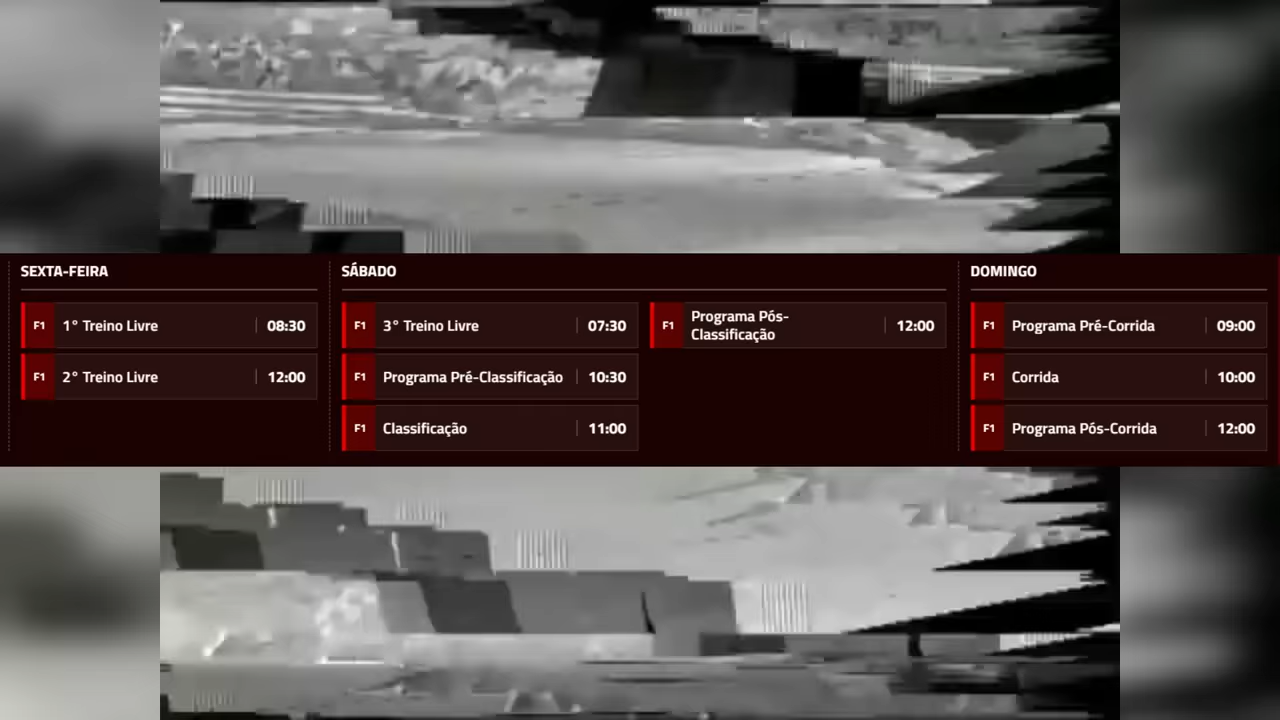 SEXTA-FEIRA
F1 1° Treino Livre 08:30
F1 2° Treino Livre 12:00
SÁBADO
F1 3° Treino Livre 07:30
F1 Programa Pré-Classificação 10:30
F1 Classificação 11:00
F1 Programa Pós-
Classificação 12:00
DOMINGO
F1 Programa Pré-Corrida 09:00
F1 Corrida 10:00
F1 Programa Pós-Corrida 12:00